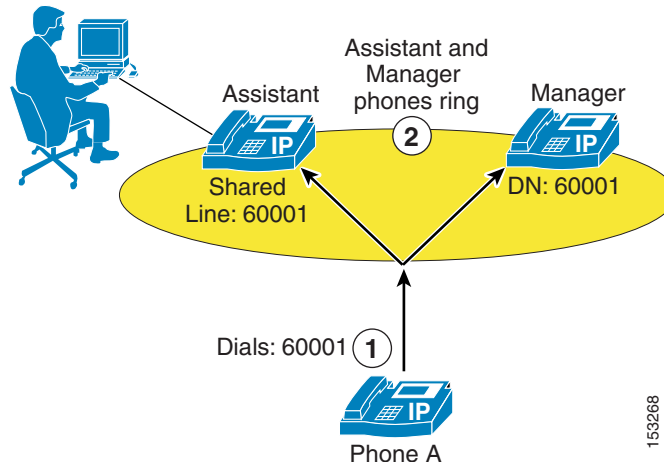 Assistant and
Manager
phones ring
2
Assistant
Manager
IP
IP
Shared
Line: 60001
DN: 60001
Dials: 60001
1
IP
Phone A
153268